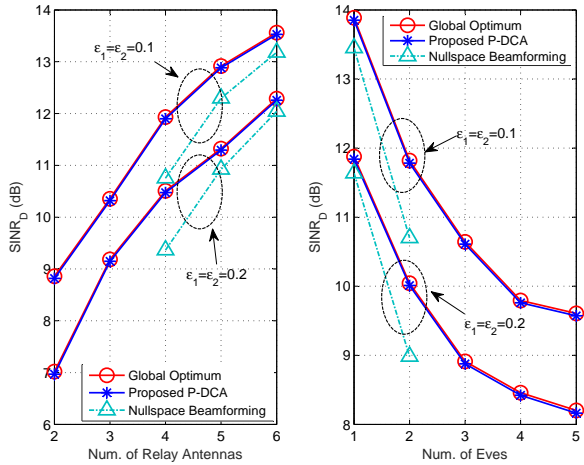 14
13
12
11
10
9
8
7
6
SINR_D (dB)
2
3
4
5
6
Num. of Relay Antennas
ε₁=ε₂=0.1
ε₁=ε₂=0.2
Global Optimum
Proposed P-DCA
Nullspace Beamforming
14
13
12
11
10
9
8
SINR_D (dB)
1
2
3
4
5
Num. of Eves
Global Optimum
Proposed P-DCA
Nullspace Beamforming
ε₁=ε₂=0.1
ε₁=ε₂=0.2